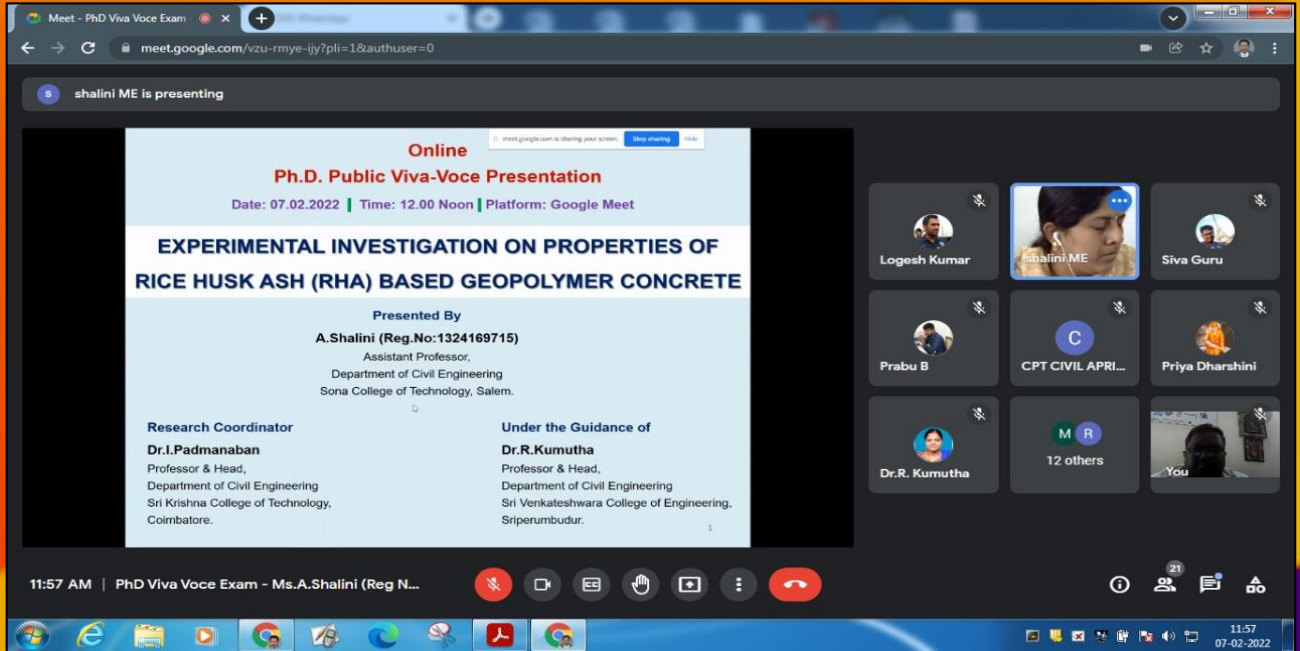 Meet - PhD Viva Voce Exam
meet.google.com/vzu-rmye-ijy?pli=1&authuser=0
s shalini ME is presenting
meet.google.com is sharing your screen. Stop sharing Hide
Online
Ph.D. Public Viva-Voce Presentation
Date: 07.02.2022 | Time: 12.00 Noon | Platform: Google Meet
EXPERIMENTAL INVESTIGATION ON PROPERTIES OF
RICE HUSK ASH (RHA) BASED GEOPOLYMER CONCRETE
Presented By
A.Shalini (Reg.No:1324169715)
Assistant Professor,
Department of Civil Engineering
Sona College of Technology, Salem.
Research Coordinator
Dr.I.Padmanaban
Professor & Head,
Department of Civil Engineering
Sri Krishna College of Technology,
Coimbatore.
Under the Guidance of
Dr.R.Kumutha
Professor & Head,
Department of Civil Engineering
Sri Venkateshwara College of Engineering,
Sriperumbudur.
1
Logesh Kumar
shalini ME
Siva Guru
Prabu B
C
CPT CIVIL APRI...
Priya Dharshini
Dr.R. Kumutha
M R
12 others
You
11:57 AM | PhD Viva Voce Exam - Ms.A.Shalini (Reg N...
CC
21
11:57
07-02-2022